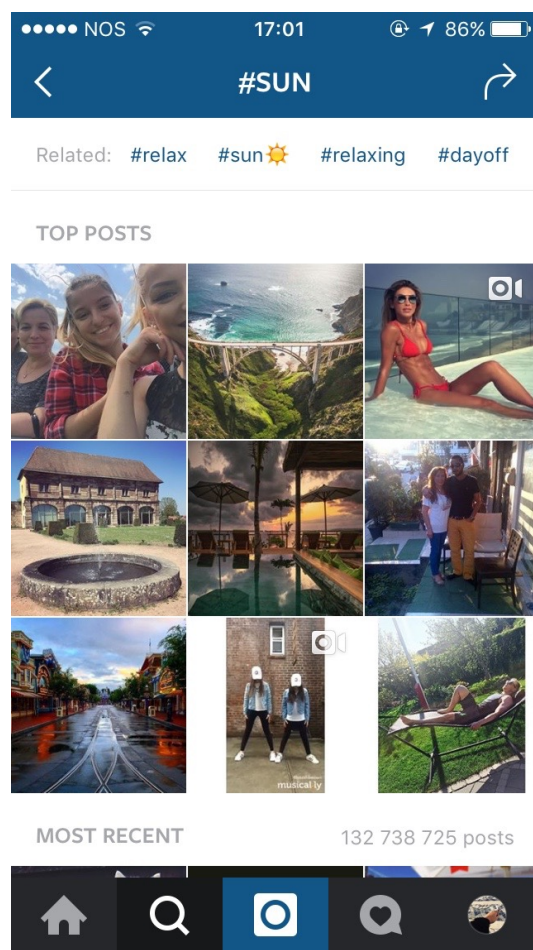 NOS 17:01 86%
#SUN
Related: #relax #sun☀️ #relaxing #dayoff
TOP POSTS
musical.ly
MOST RECENT 132 738 725 posts